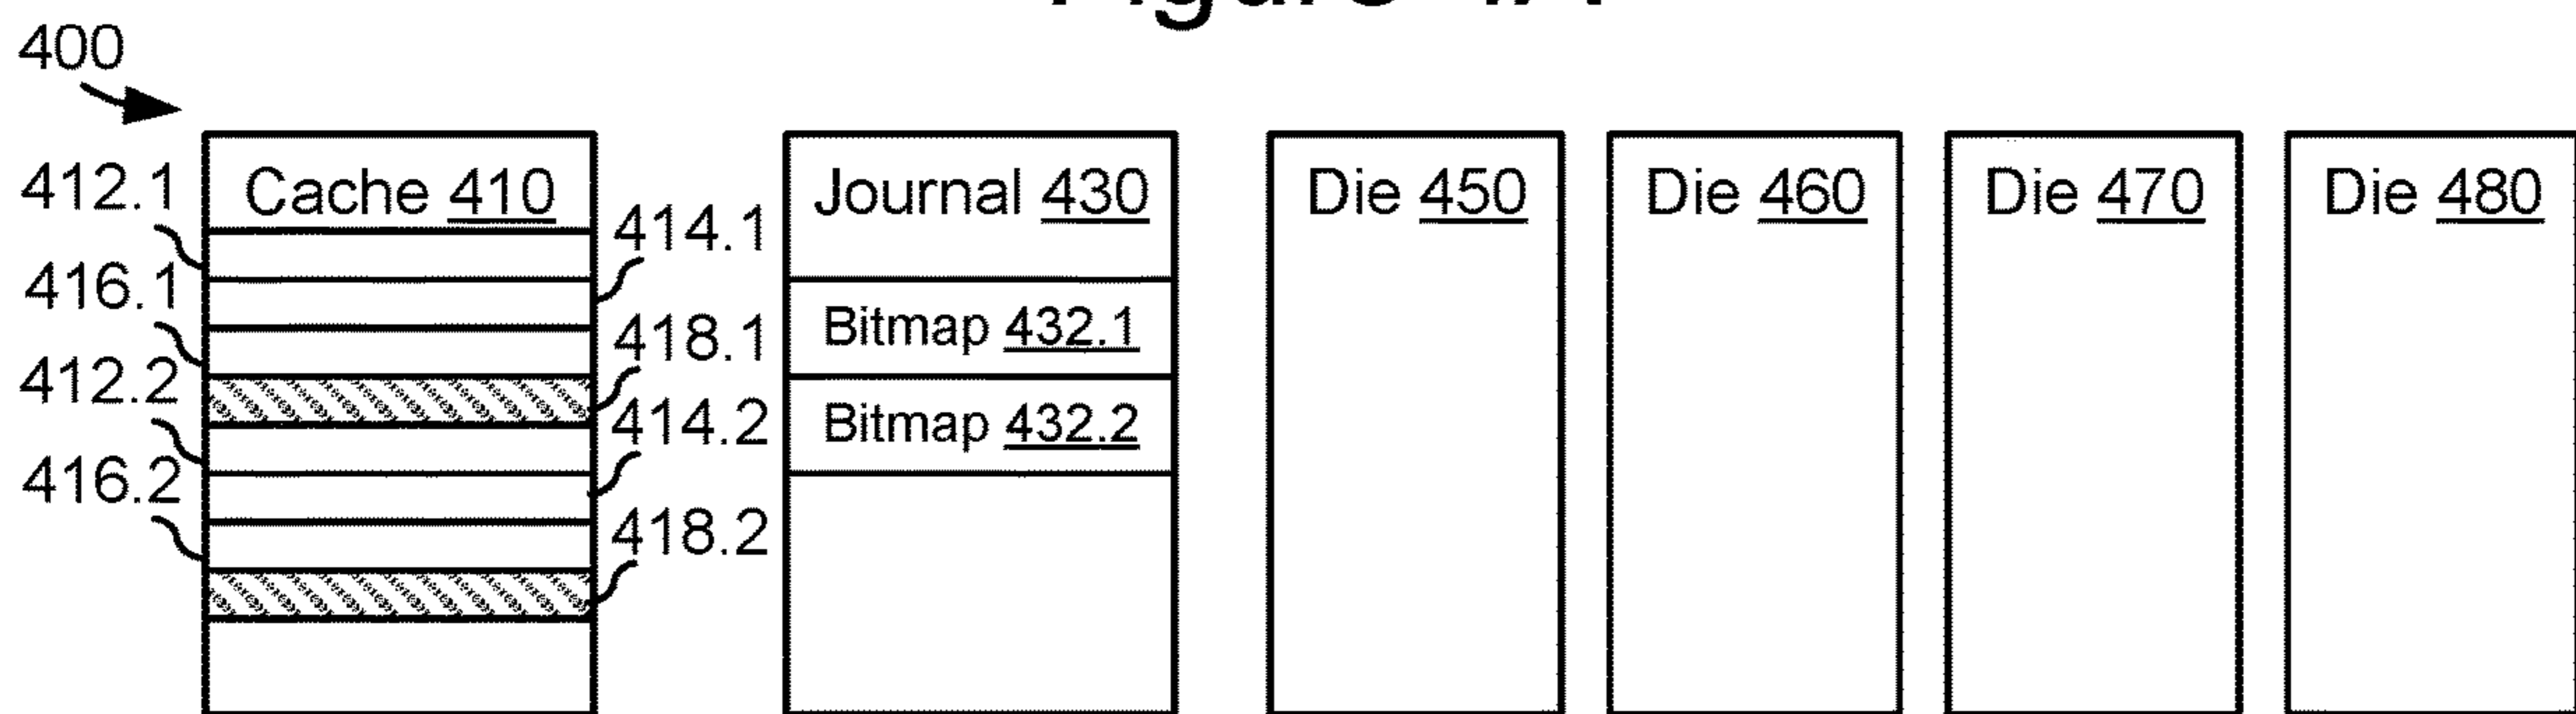 400
412.1
416.1
412.2
416.2
Cache 410
414.1
418.1
414.2
418.2
Journal 430
Bitmap 432.1
Bitmap 432.2
Die 450
Die 460
Die 470
Die 480